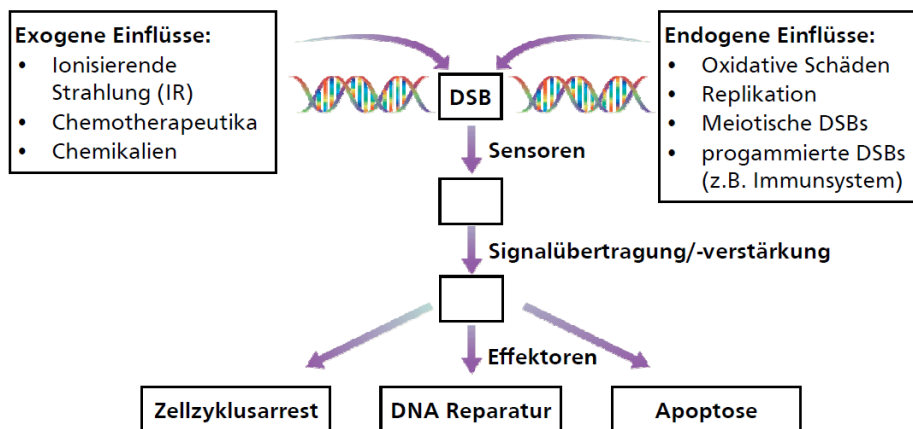 Exogene Einflüsse:
• Ionisierende
Strahlung (IR)
• Chemotherapeutika
• Chemikalien
DSB
Endogene Einflüsse:
• Oxidative Schäden
• Replikation
• Meiotische DSBs
• progammierte DSBs
(z.B. Immunsystem)
Sensoren
Signalübertragung/-verstärkung
Effektoren
Zellzyklusarrest
DNA Reparatur
Apoptose